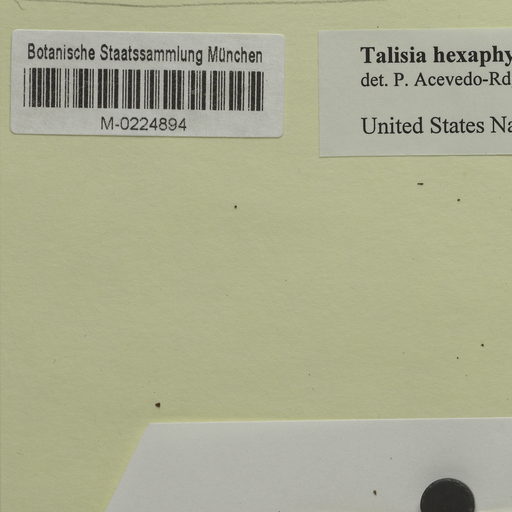 Botanische Staatssammlung München
M-0224894
Talisia hexaphy
det. P. Acevedo-Rd
United States Na